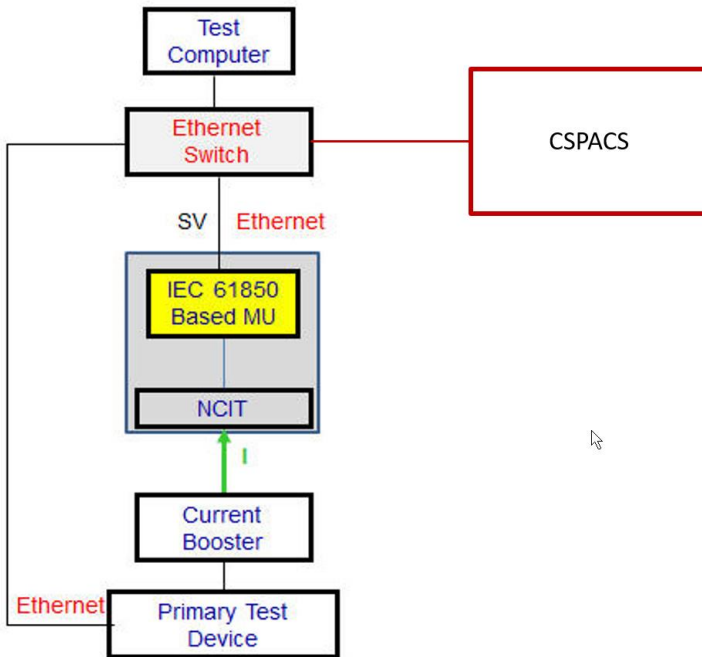 Test
Computer
Ethernet
Switch
CSPACS
SV Ethernet
IEC 61850
Based MU
NCIT
I
Current
Booster
Ethernet
Primary Test
Device